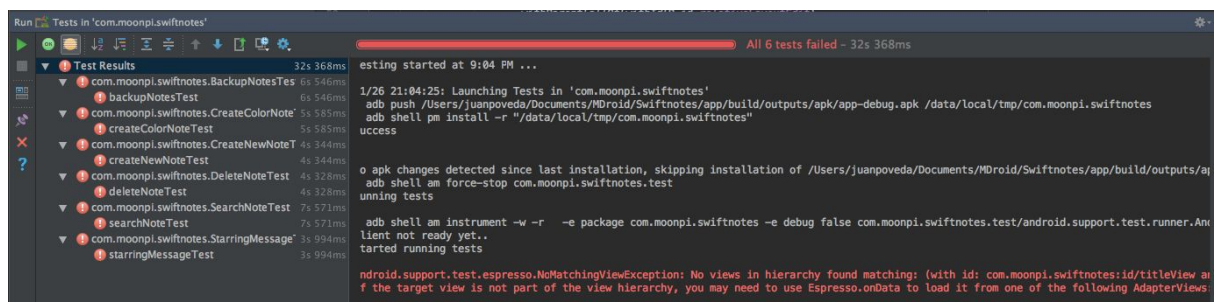 Run Tests in 'com.moonpi.swiftnotes'
All 6 tests failed – 32s 368ms
Test Results 32s 368ms
com.moonpi.swiftnotes.BackupNotesTes 6s 546ms
backupNotesTest 6s 546ms
com.moonpi.swiftnotes.CreateColorNote 5s 585ms
createColorNoteTest 5s 585ms
com.moonpi.swiftnotes.CreateNewNoteT 4s 344ms
createNewNoteTest 4s 344ms
com.moonpi.swiftnotes.DeleteNoteTest 4s 328ms
deleteNoteTest 4s 328ms
com.moonpi.swiftnotes.SearchNoteTest 7s 571ms
searchNoteTest 7s 571ms
com.moonpi.swiftnotes.StarringMessage 3s 994ms
starringMessageTest 3s 994ms
esting started at 9:04 PM ...
1/26 21:04:25: Launching Tests in 'com.moonpi.swiftnotes'
adb push /Users/juanpoveda/Documents/MDroid/Swiftnotes/app/build/outputs/apk/app-debug.apk /data/local/tmp/com.moonpi.swiftnotes
adb shell pm install -r "/data/local/tmp/com.moonpi.swiftnotes"
uccess
o apk changes detected since last installation, skipping installation of /Users/juanpoveda/Documents/MDroid/Swiftnotes/app/build/outputs/ap
adb shell am force-stop com.moonpi.swiftnotes.test
unning tests
adb shell am instrument -w -r -e package com.moonpi.swiftnotes -e debug false com.moonpi.swiftnotes.test/android.support.test.runner.And
lient not ready yet..
tarted running tests
ndroid.support.test.espresso.NoMatchingViewException: No views in hierarchy found matching: (with id: com.moonpi.swiftnotes:id/titleView an
f the target view is not part of the view hierarchy, you may need to use Espresso.onData to load it from one of the following AdapterViews: